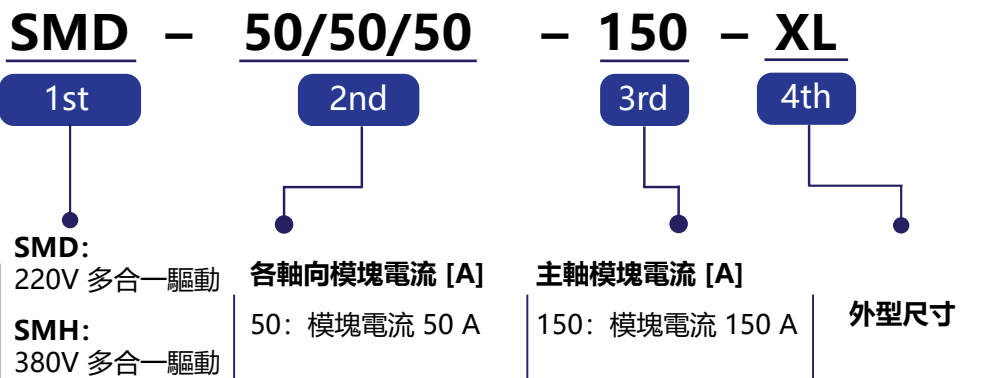 SMD – 50/50/50 – 150 – XL
1st 2nd 3rd 4th
SMD：
220V 多合一驅動
SMH：
380V 多合一驅動
各軸向模塊電流 [A]
50：模塊電流 50 A
主軸模塊電流 [A]
150：模塊電流 150 A
外型尺寸